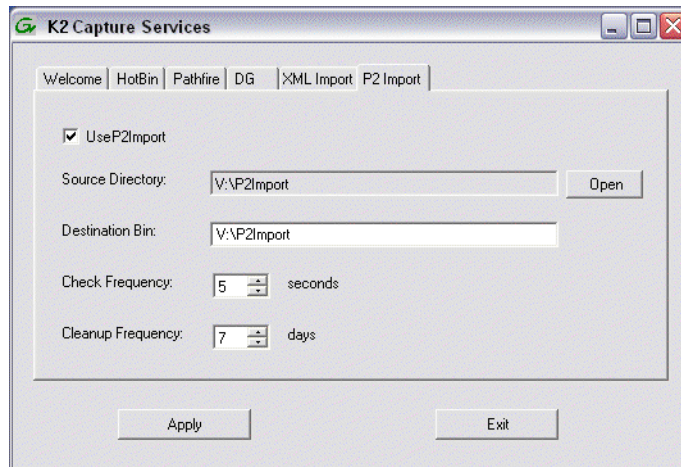 K2 Capture Services
Welcome HotBin Pathfire DG XML Import P2 Import
UseP2Import
Source Directory: V:\P2Import Open
Destination Bin: V:\P2Import
Check Frequency: 5 seconds
Cleanup Frequency: 7 days
Apply Exit